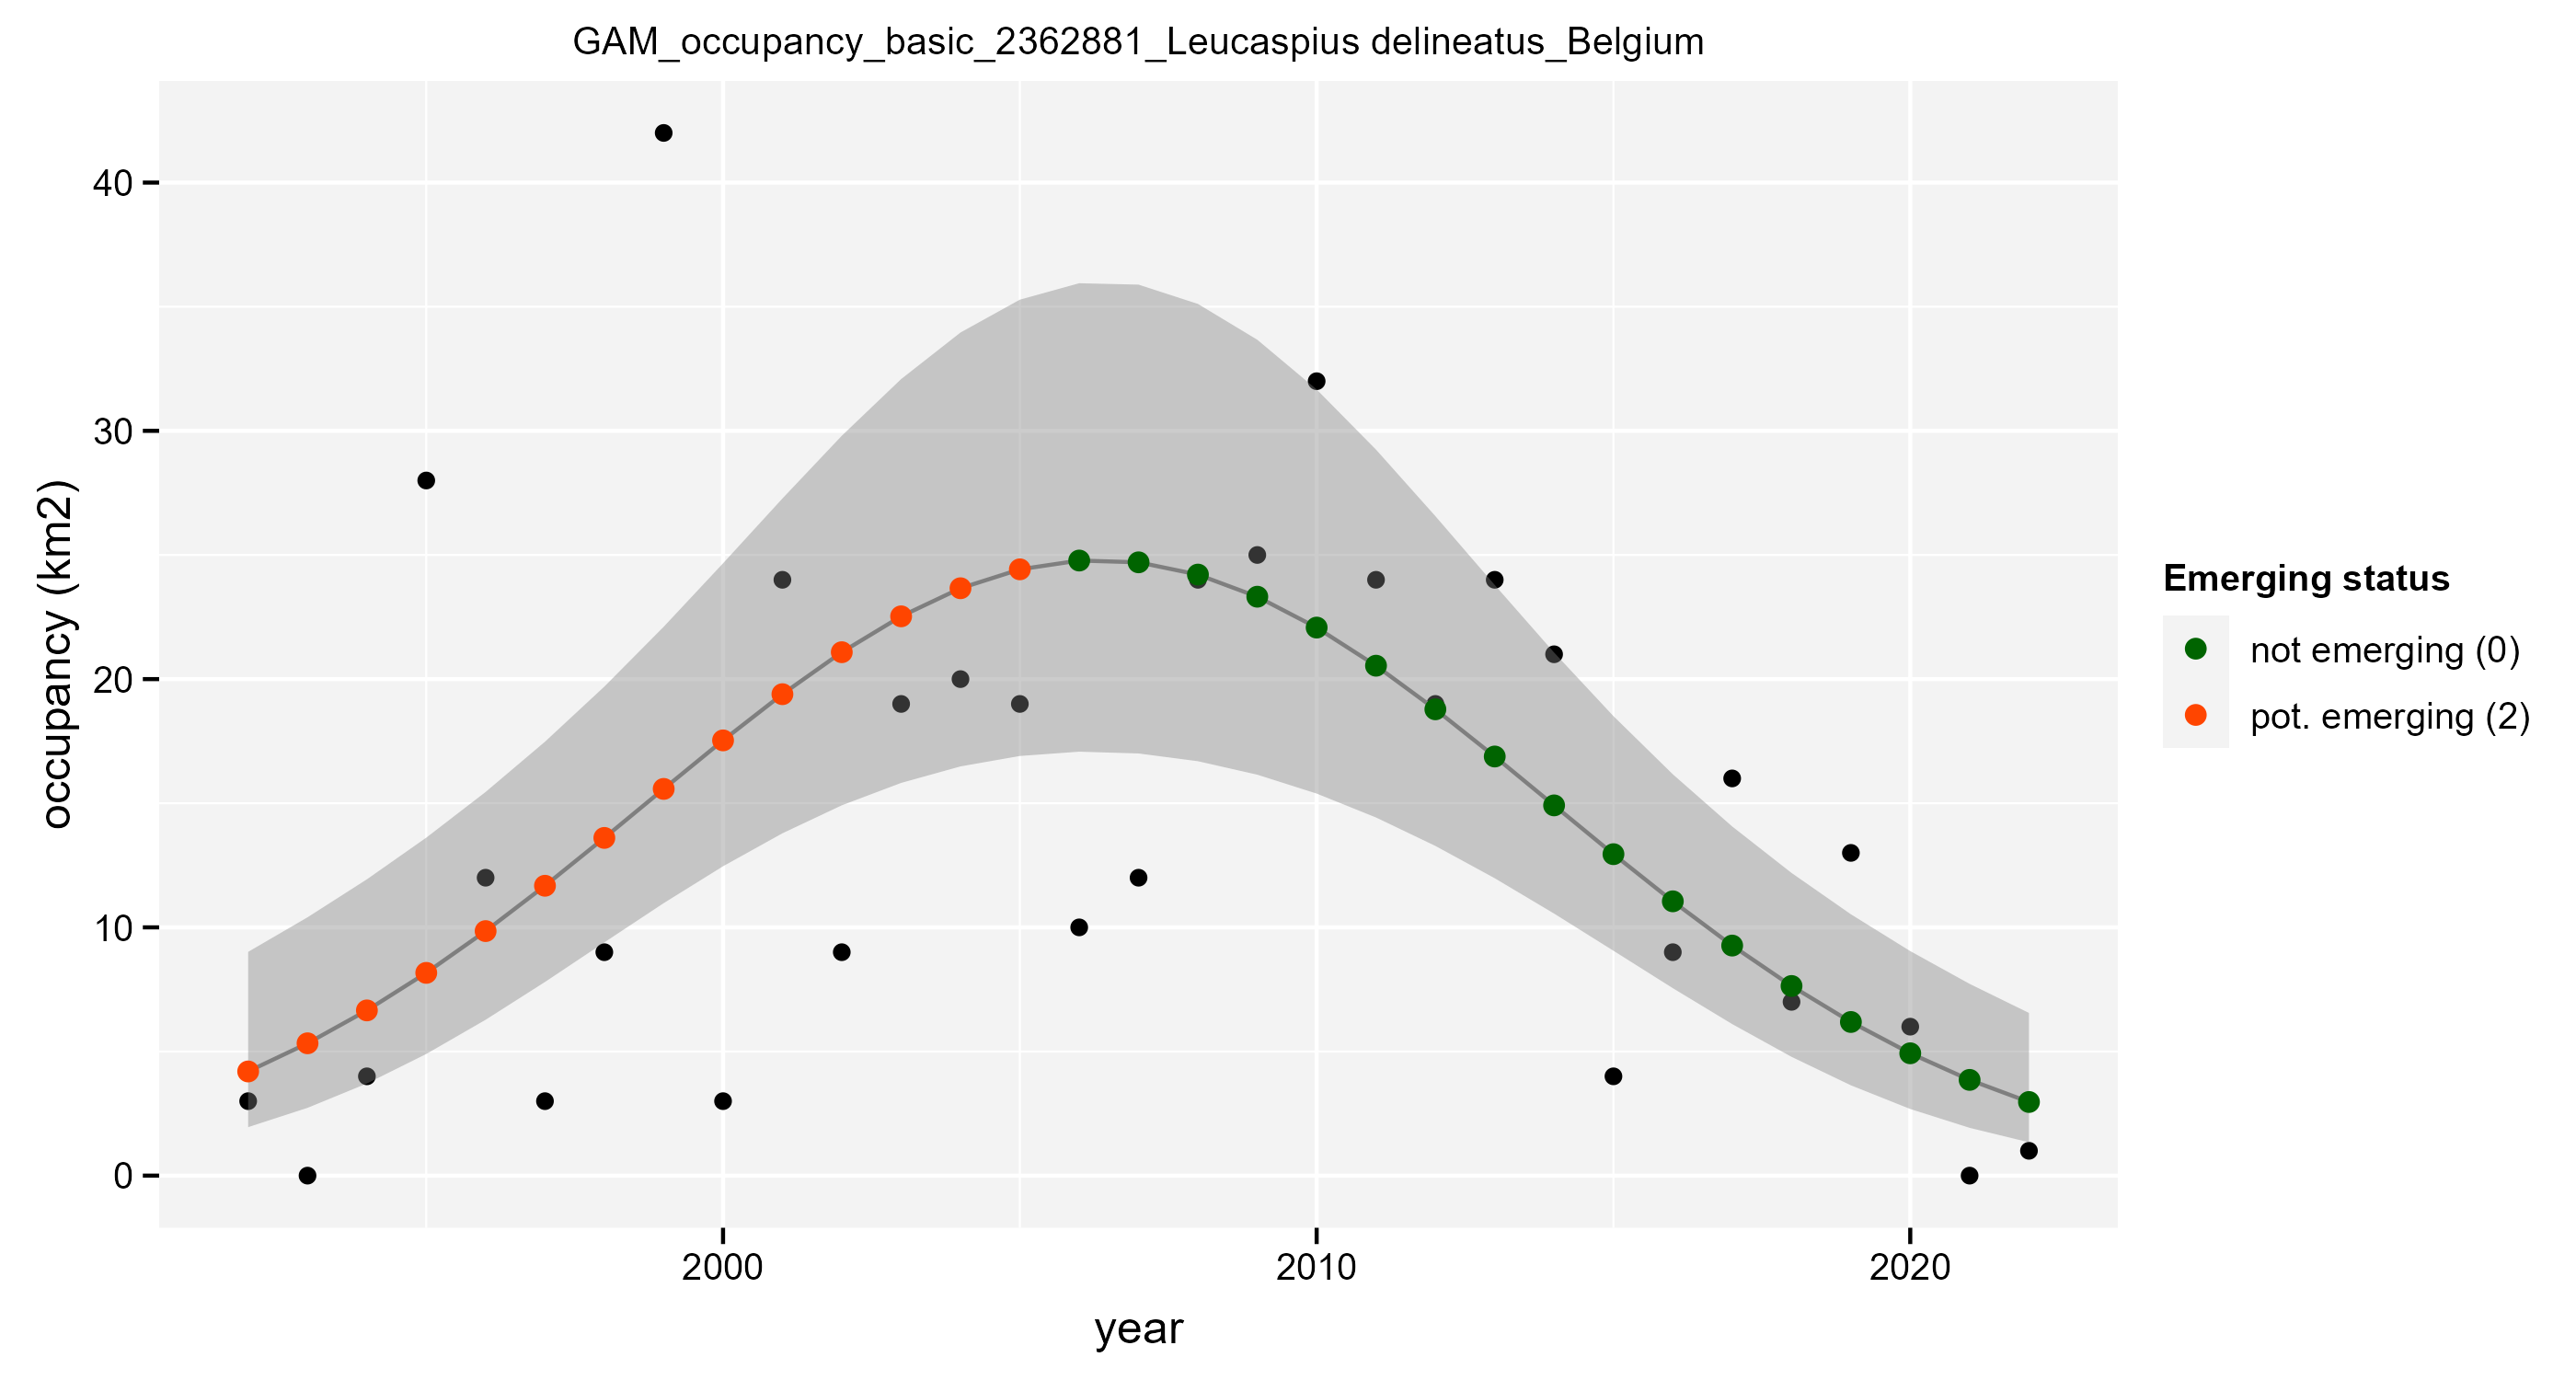 GAM_occupancy_basic_2362881_Leucaspius delineatus_Belgium
occupancy (km2)
40
30
20
10
0
2000
2010
2020
year
Emerging status
not emerging (0)
pot. emerging (2)